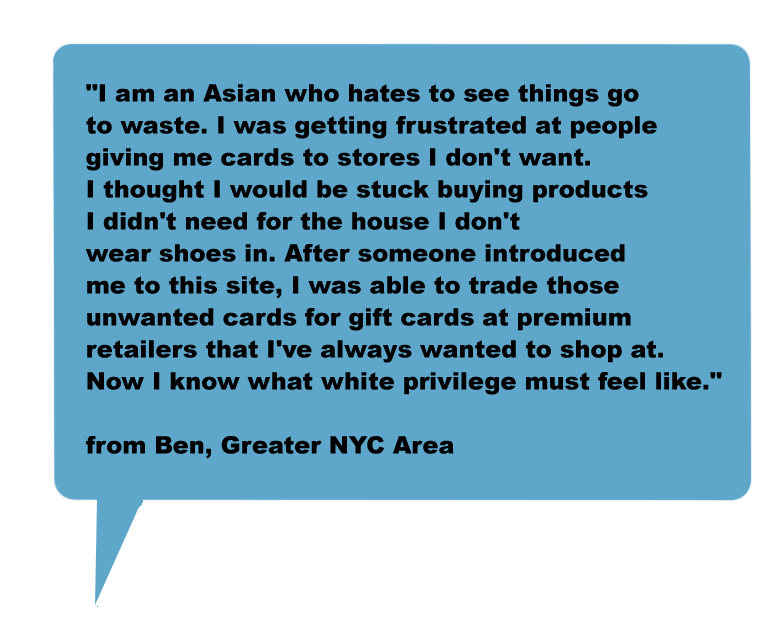 "I am an Asian who hates to see things go
to waste. I was getting frustrated at people
giving me cards to stores I don't want.
I thought I would be stuck buying products
I didn't need for the house I don't
wear shoes in. After someone introduced
me to this site, I was able to trade those
unwanted cards for gift cards at premium
retailers that I've always wanted to shop at.
Now I know what white privilege must feel like."
from Ben, Greater NYC Area